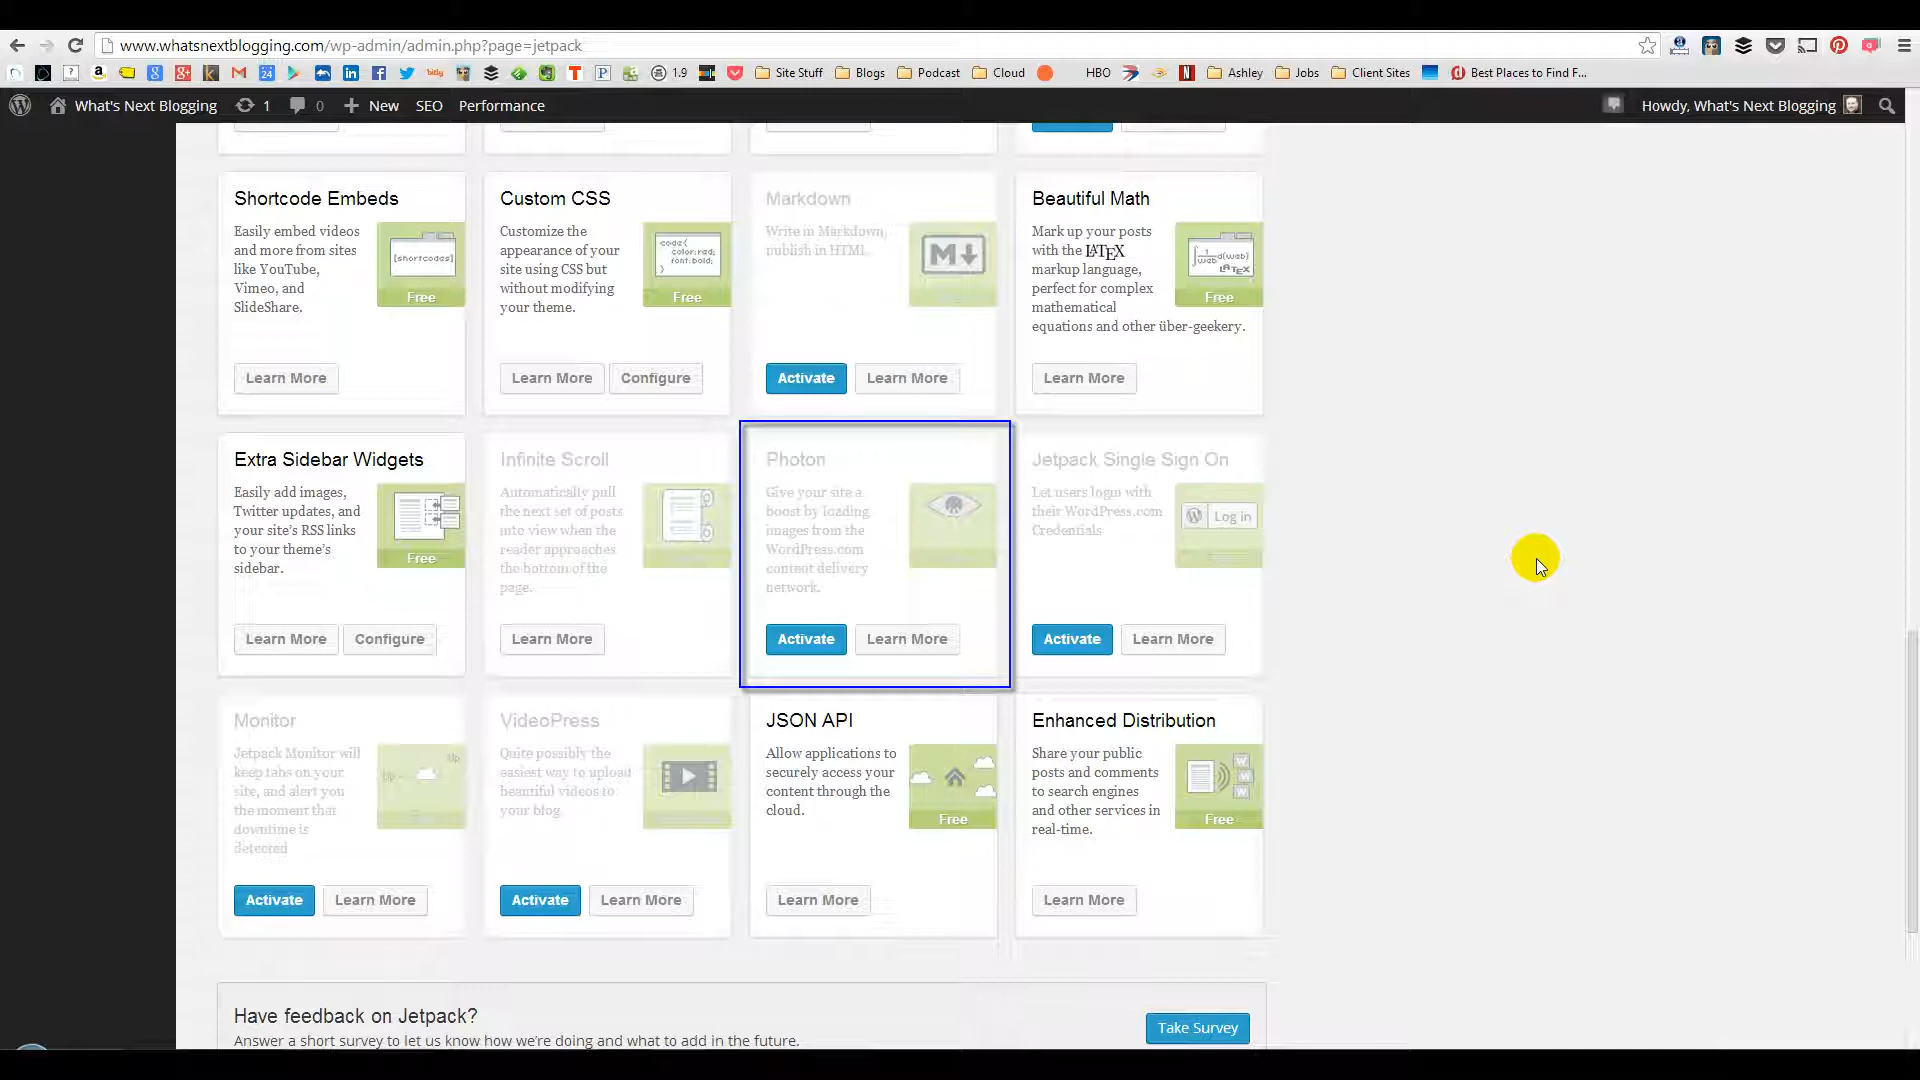 www.whatsnextblogging.com/wp-admin/admin.php?page=jetpack
bitly
1.9
Site Stuff
Blogs
Podcast
Cloud
HBO
Ashley
Jobs
Client Sites
Best Places to Find F...
What's Next Blogging
1
0
New
SEO
Performance
Howdy, What's Next Blogging
Shortcode Embeds
Easily embed videos
and more from sites
like YouTube,
Vimeo, and
SlideShare.
[shortcodes]
Free
Learn More
Custom CSS
Customize the
appearance of your
site using CSS but
without modifying
your theme.
code{
color:red;
font:bold;
}
Free
Learn More
Configure
Markdown
Write in Markdown,
publish in HTML.
M
Activate
Learn More
Beautiful Math
Mark up your posts
with the LATEX
markup language,
perfect for complex
mathematical
equations and other über-geekery.
LATEX
Free
Learn More
Extra Sidebar Widgets
Easily add images,
Twitter updates, and
your site's RSS links
to your theme's
sidebar.
Free
Learn More
Configure
Infinite Scroll
Automatically pull
the next set of posts
into view when the
reader approaches
the bottom of the
page.
Learn More
Photon
Give your site a
boost by loading
images from the
WordPress.com
content delivery
network.
Activate
Learn More
Jetpack Single Sign On
Let users login with
their WordPress.com
Credentials
Log in
Activate
Learn More
Monitor
Jetpack Monitor will
keep tabs on your
site, and alert you
the moment that
downtime is
detected
Up
Up
Activate
Learn More
VideoPress
Quite possibly the
easiest way to upload
beautiful videos to
your blog.
Activate
Learn More
JSON API
Allow applications to
securely access your
content through the
cloud.
Free
Learn More
Enhanced Distribution
Share your public
posts and comments
to search engines
and other services in
real-time.
Free
Learn More
Have feedback on Jetpack?
Answer a short survey to let us know how we're doing and what to add in the future.
Take Survey